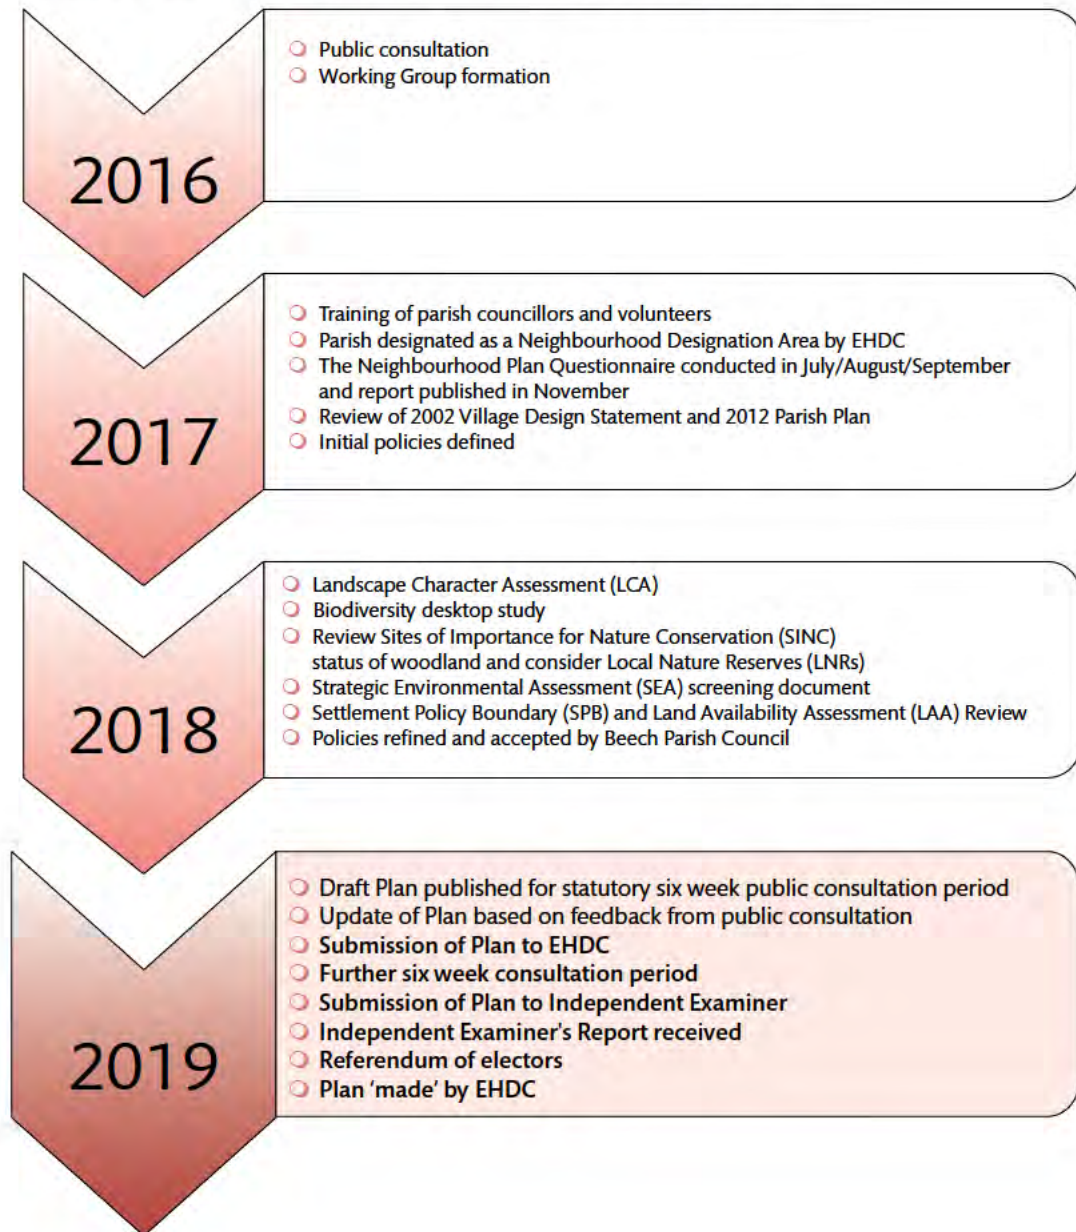 2016
Public consultation
Working Group formation
2017
Training of parish councillors and volunteers
Parish designated as a Neighbourhood Designation Area by EHDC
The Neighbourhood Plan Questionnaire conducted in July/August/September
and report published in November
Review of 2002 Village Design Statement and 2012 Parish Plan
Initial policies defined
2018
Landscape Character Assessment (LCA)
Biodiversity desktop study
Review Sites of Importance for Nature Conservation (SINC)
status of woodland and consider Local Nature Reserves (LNRs)
Strategic Environmental Assessment (SEA) screening document
Settlement Policy Boundary (SPB) and Land Availability Assessment (LAA) Review
Policies refined and accepted by Beech Parish Council
2019
Draft Plan published for statutory six week public consultation period
Update of Plan based on feedback from public consultation
Submission of Plan to EHDC
Further six week consultation period
Submission of Plan to Independent Examiner
Independent Examiner's Report received
Referendum of electors
Plan ‘made’ by EHDC